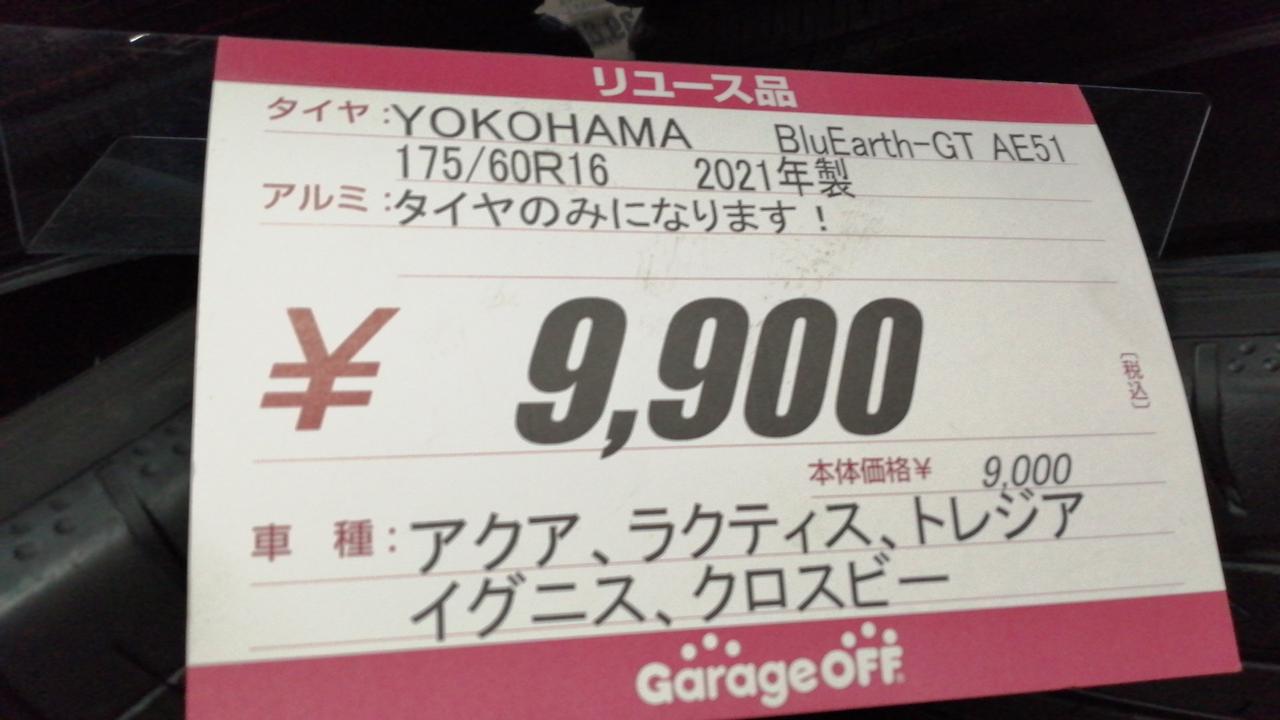 リユース品
タイヤ:YOKOHAMA BluEarth-GT AE51
175/60R16 2021年製
アルミ:タイヤのみになります！
¥ 9,900
〔税込〕
本体価格¥ 9,000
車種:アクア、ラクティス、トレジア
イグニス、クロスビー
Garage OFF